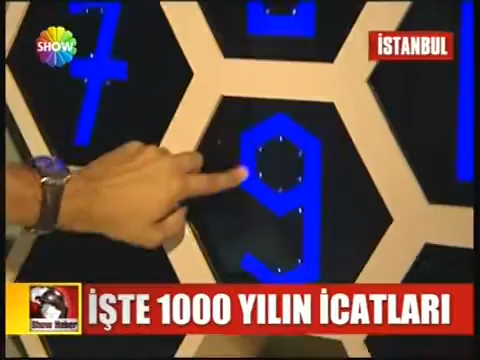 SHOW
İSTANBUL
7
9
Show Haber
İŞTE 1000 YILIN İCATLARI